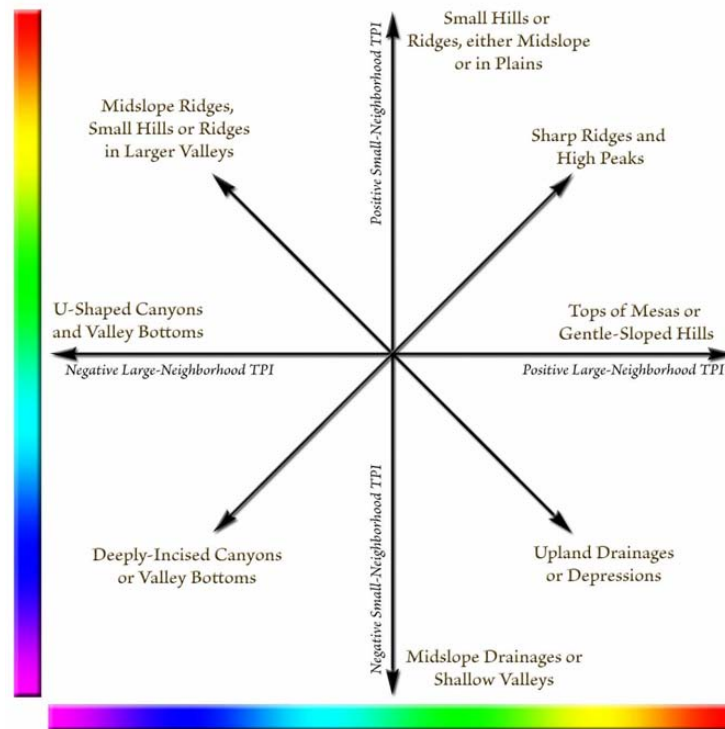 Small Hills or
Ridges, either Midslope
or in Plains
Positive Small-Neighborhood TPI
Midslope Ridges,
Small Hills or Ridges
in Larger Valleys
Sharp Ridges and
High Peaks
U-Shaped Canyons
and Valley Bottoms
Tops of Mesas or
Gentle-Sloped Hills
Negative Large-Neighborhood TPI
Positive Large-Neighborhood TPI
Deeply-Incised Canyons
or Valley Bottoms
Negative Small-Neighborhood TPI
Upland Drainages
or Depressions
Midslope Drainages or
Shallow Valleys